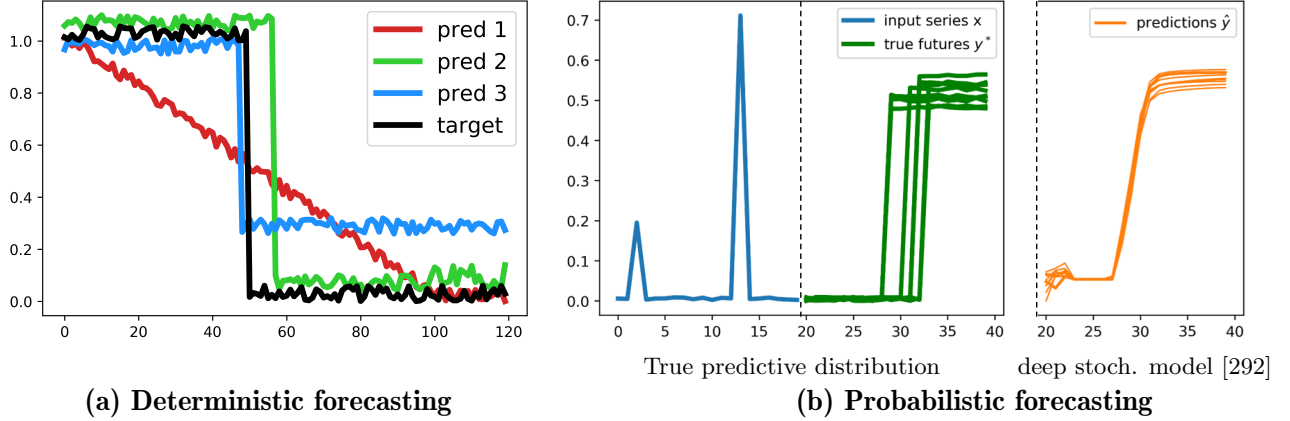 pred 1
pred 2
pred 3
target
1.0
0.8
0.6
0.4
0.2
0.0
0 20 40 60 80 100 120
(a) Deterministic forecasting
input series x
true futures y*
0.7
0.6
0.5
0.4
0.3
0.2
0.1
0.0
0 5 10 15 20 25 30 35 40
True predictive distribution
predictions ŷ
20 25 30 35 40
deep stoch. model [292]
(b) Probabilistic forecasting